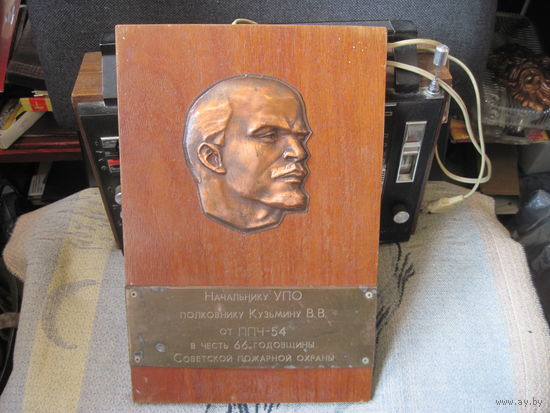 Начальнику УПО
полковнику Кузьмину В.В.
от ППЧ-54
в честь 66 годовщины
Советской пожарной охраны
www.ay.by